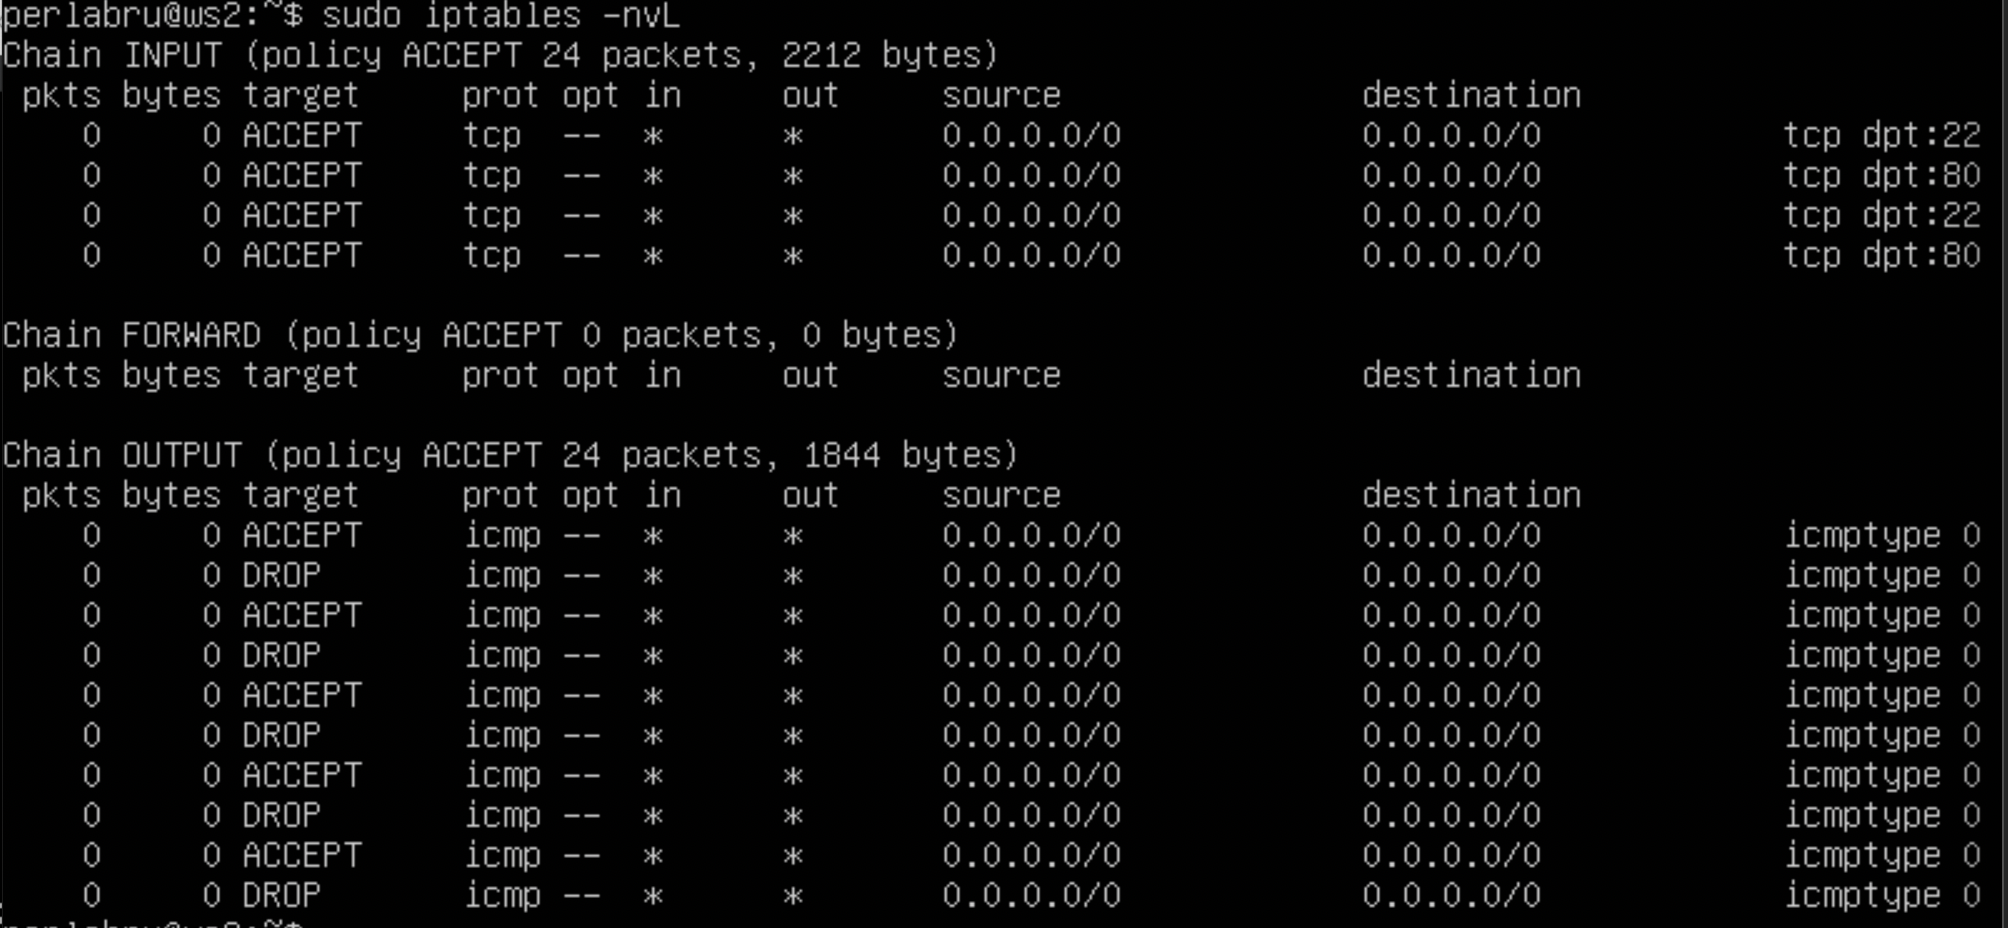 perlabru@ws2:~$ sudo iptables -nvL
Chain INPUT (policy ACCEPT 24 packets, 2212 bytes)
 pkts bytes target     prot opt in     out     source               destination
    0     0 ACCEPT     tcp  --  *      *       0.0.0.0/0            0.0.0.0/0            tcp dpt:22
    0     0 ACCEPT     tcp  --  *      *       0.0.0.0/0            0.0.0.0/0            tcp dpt:80
    0     0 ACCEPT     tcp  --  *      *       0.0.0.0/0            0.0.0.0/0            tcp dpt:22
    0     0 ACCEPT     tcp  --  *      *       0.0.0.0/0            0.0.0.0/0            tcp dpt:80
Chain FORWARD (policy ACCEPT 0 packets, 0 bytes)
 pkts bytes target     prot opt in     out     source               destination
Chain OUTPUT (policy ACCEPT 24 packets, 1844 bytes)
 pkts bytes target     prot opt in     out     source               destination
    0     0 ACCEPT     icmp --  *      *       0.0.0.0/0            0.0.0.0/0            icmptype 0
    0     0 DROP       icmp --  *      *       0.0.0.0/0            0.0.0.0/0            icmptype 0
    0     0 ACCEPT     icmp --  *      *       0.0.0.0/0            0.0.0.0/0            icmptype 0
    0     0 DROP       icmp --  *      *       0.0.0.0/0            0.0.0.0/0            icmptype 0
    0     0 ACCEPT     icmp --  *      *       0.0.0.0/0            0.0.0.0/0            icmptype 0
    0     0 DROP       icmp --  *      *       0.0.0.0/0            0.0.0.0/0            icmptype 0
    0     0 ACCEPT     icmp --  *      *       0.0.0.0/0            0.0.0.0/0            icmptype 0
    0     0 DROP       icmp --  *      *       0.0.0.0/0            0.0.0.0/0            icmptype 0
    0     0 ACCEPT     icmp --  *      *       0.0.0.0/0            0.0.0.0/0            icmptype 0
    0     0 DROP       icmp --  *      *       0.0.0.0/0            0.0.0.0/0            icmptype 0